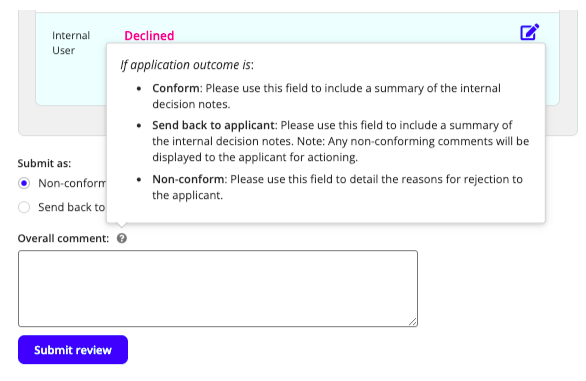 Internal
User
Declined
If application outcome is:
• Conform: Please use this field to include a summary of the internal
decision notes.
• Send back to applicant: Please use this field to include a summary of
the internal decision notes. Note: Any non-conforming comments will be
displayed to the applicant for actioning.
• Non-conform: Please use this field to detail the reasons for rejection to
the applicant.
Submit as:
Non-conform
Send back to
Overall comment: ?
Submit review